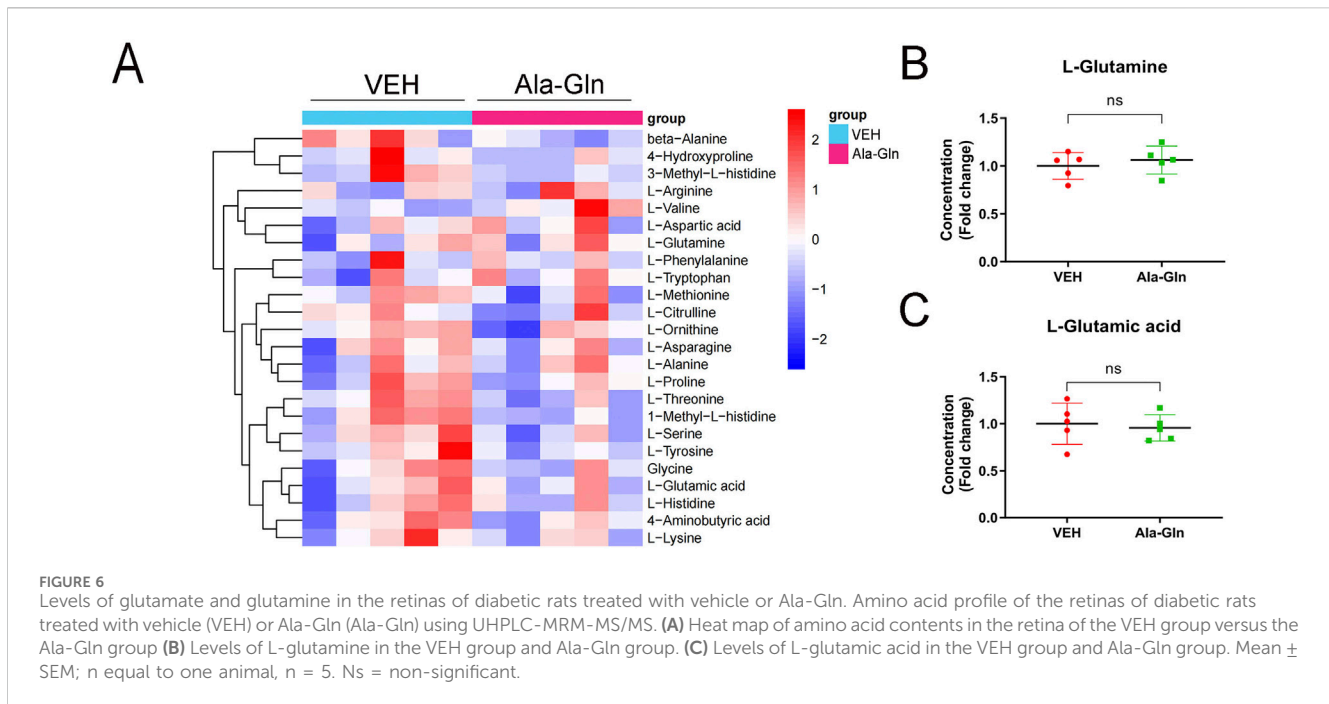 A
VEH
Ala-Gln
group
beta−Alanine
4−Hydroxyproline
3−Methyl−L−histidine
L−Arginine
L−Valine
L−Aspartic acid
L−Glutamine
L−Phenylalanine
L−Tryptophan
L−Methionine
L−Citrulline
L−Ornithine
L−Asparagine
L−Alanine
L−Proline
L−Threonine
1−Methyl−L−histidine
L−Serine
L−Tyrosine
Glycine
L−Glutamic acid
L−Histidine
4−Aminobutyric acid
L−Lysine
2
1
0
−1
−2
group
VEH
Ala-Gln
B
L-Glutamine
ns
Concentration
(Fold change)
1.5
1.0
0.5
0.0
VEH
Ala-Gln
C
L-Glutamic acid
ns
Concentration
(Fold change)
1.5
1.0
0.5
0.0
VEH
Ala-Gln
FIGURE 6
Levels of glutamate and glutamine in the retinas of diabetic rats treated with vehicle or Ala-Gln. Amino acid profile of the retinas of diabetic rats
treated with vehicle (VEH) or Ala-Gln (Ala-Gln) using UHPLC-MRM-MS/MS. (A) Heat map of amino acid contents in the retina of the VEH group versus the
Ala-Gln group (B) Levels of L-glutamine in the VEH group and Ala-Gln group. (C) Levels of L-glutamic acid in the VEH group and Ala-Gln group. Mean ±
SEM; n equal to one animal, n = 5. Ns = non-significant.